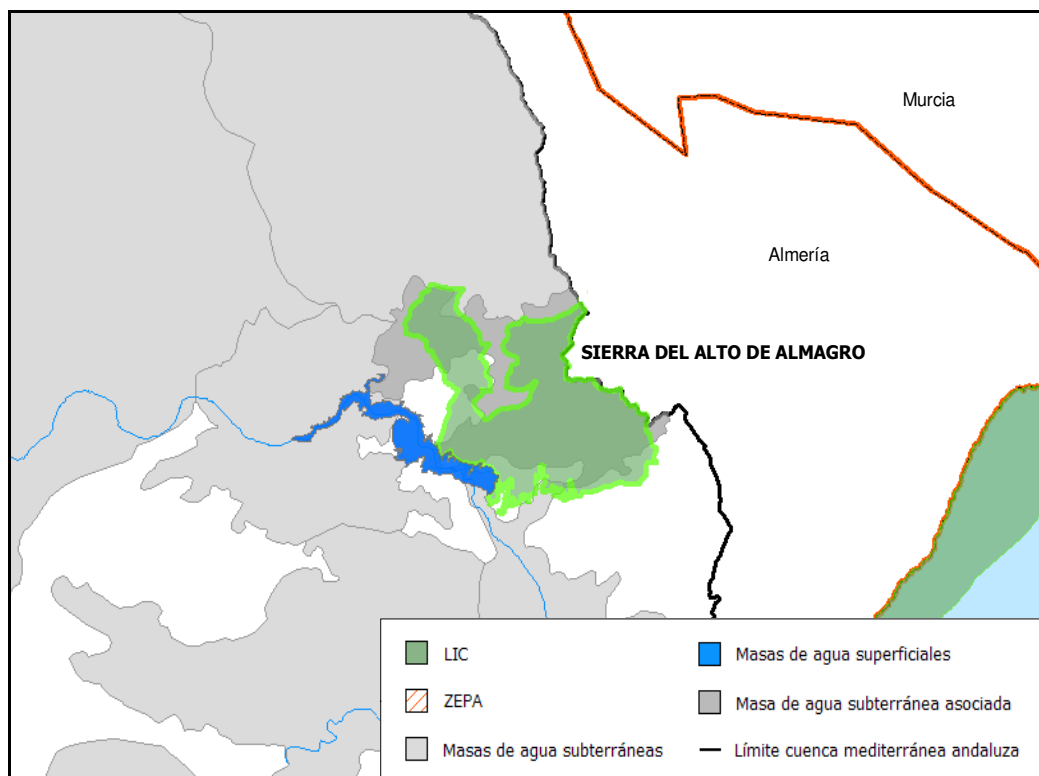 Murcia
Almería
SIERRA DEL ALTO DE ALMAGRO
LIC
Masas de agua superficiales
ZEPA
Masa de agua subterránea asociada
Masas de agua subterráneas
Límite cuenca mediterránea andaluza